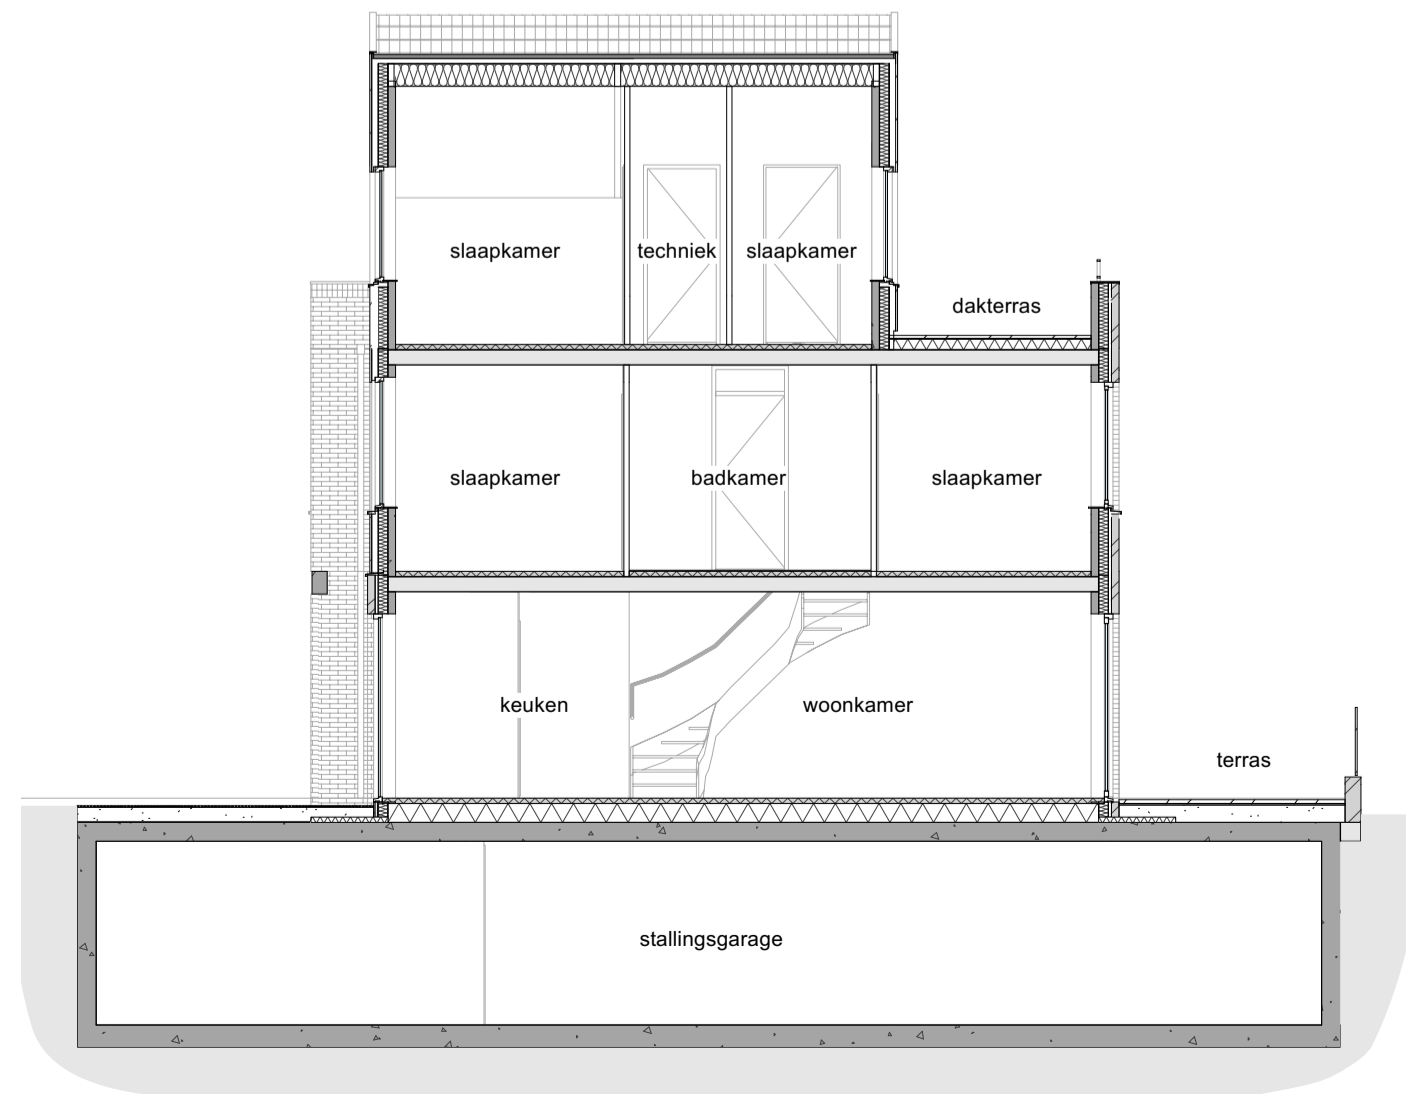 slaapkamer
techniek
slaapkamer
dakterras
slaapkamer
badkamer
slaapkamer
keuken
woonkamer
terras
stallingsgarage